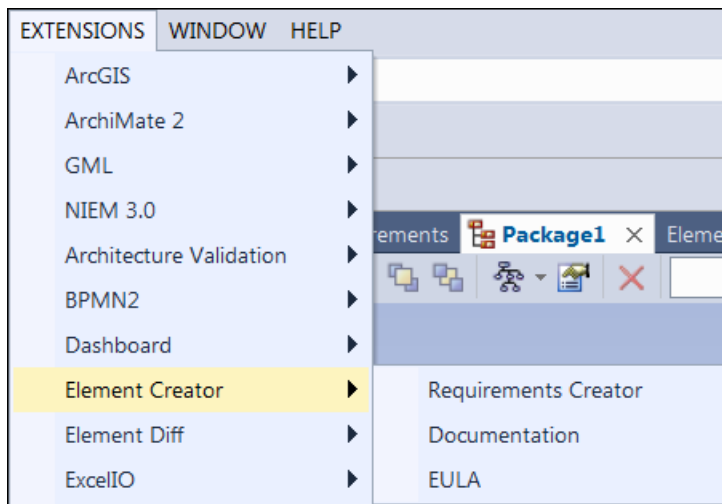 EXTENSIONS WINDOW HELP
ArcGIS
ArchiMate 2
GML
NIEM 3.0
rements Package1 Eleme
Architecture Validation
BPMN2
Dashboard
Element Creator Requirements Creator
Element Diff Documentation
ExcelIO EULA